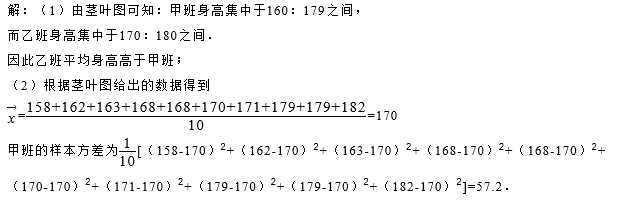 解：（1）由茎叶图可知：甲班身高集中于160：179之间，
而乙班身高集中于170：180之间．
因此乙班平均身高高于甲班；
（2）根据茎叶图给出的数据得到
$\overrightarrow{x}=\frac{158+162+163+168+168+170+171+179+179+182}{10}=170$
甲班的样本方差为$\frac{1}{10}$[（158-170）²+（162-170）²+（163-170）²+（168-170）²+（168-170）²+
（170-170）²+（171-170）²+（179-170）²+（179-170）²+（182-170）²]=57.2．